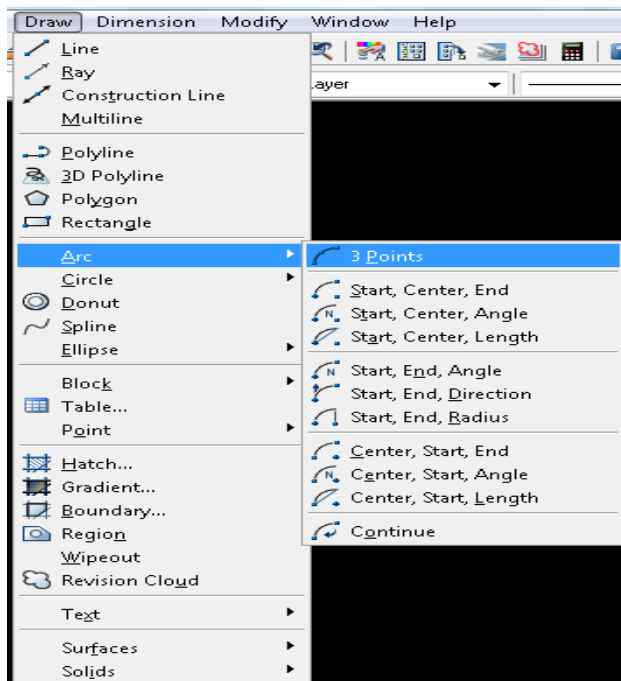 Draw Dimension Modify Window Help
Line
Ray
ayer
Construction Line
Multiline
Polyline
3D Polyline
Polygon
Rectangle
Arc
Circle
Donut
Spline
Ellipse
Block
Table...
Point
Hatch...
Gradient...
Boundary...
Region
Wipeout
Revision Cloud
Text
Surfaces
Solids
3 Points
Start, Center, End
Start, Center, Angle
Start, Center, Length
Start, End, Angle
Start, End, Direction
Start, End, Radius
Center, Start, End
Center, Start, Angle
Center, Start, Length
Continue